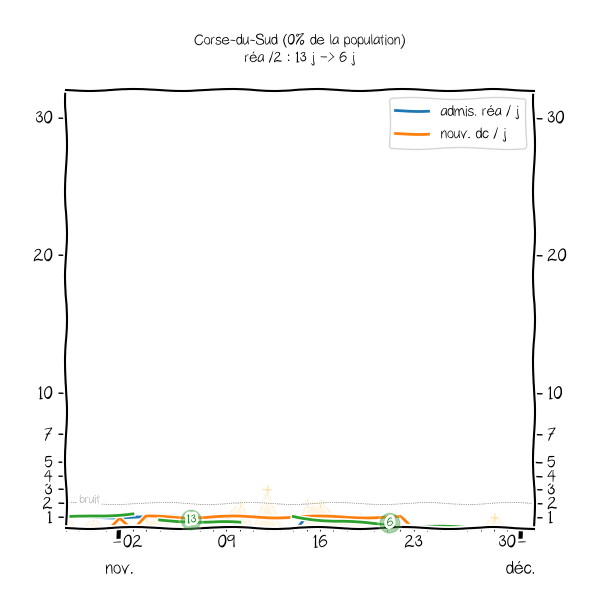 Corse-du-Sud (0% de la population)
réa /2 : 13 j -> 6 j
admis. réa / j
nouv. dc / j
30 30
20 20
10 10
7 7
5 5
4 4
3 3
... bruit
2 2
1 1
13 6
02 09 16 23 30
nov. déc.